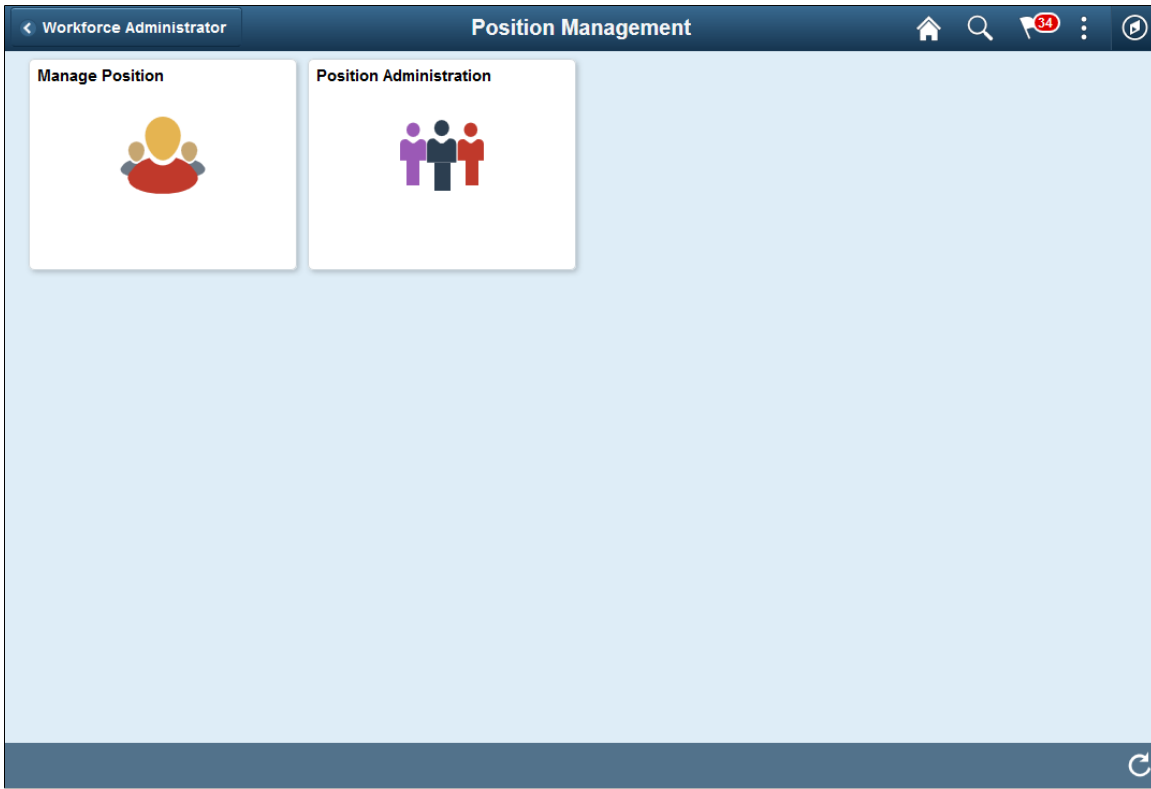 Workforce Administrator
Position Management
34
Manage Position
Position Administration